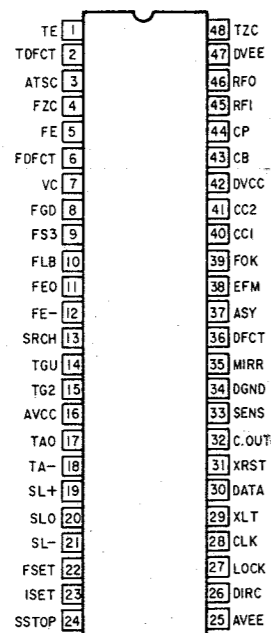 TE 1 48 TZC
TDFCT 2 47 DVEE
ATSC 3 46 RFO
FZC 4 45 RFI
FE 5 44 CP
FDFCT 6 43 CB
VC 7 42 DVCC
FGD 8 41 CC2
FS3 9 40 CC1
FLB 10 39 FOK
FEO 11 38 EFM
FE- 12 37 ASY
SRCH 13 36 DFCT
TGU 14 35 MIRR
TG2 15 34 DGND
AVCC 16 33 SENS
TAO 17 32 C.OUT
TA- 18 31 XRST
SL+ 19 30 DATA
SLO 20 29 XLT
SL- 21 28 CLK
FSET 22 27 LOCK
ISET 23 26 DIRC
SSTOP 24 25 AVEE